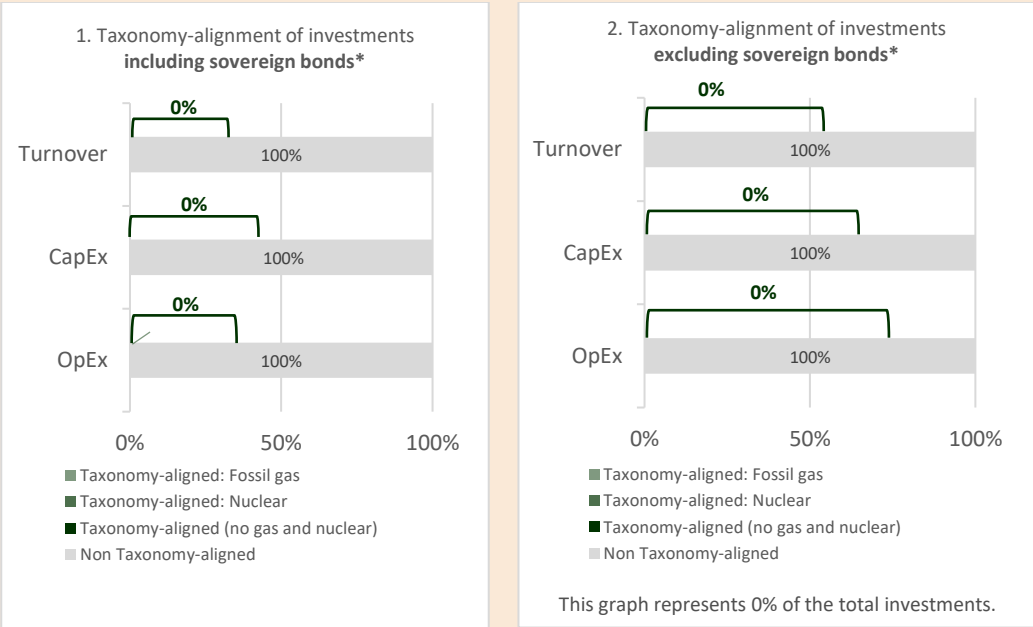 1. Taxonomy-alignment of investments
including sovereign bonds*
0%
Turnover
100%
0%
CapEx
100%
0%
OpEx
100%
0%
50%
100%
Taxonomy-aligned: Fossil gas
Taxonomy-aligned: Nuclear
Taxonomy-aligned (no gas and nuclear)
Non Taxonomy-aligned
2. Taxonomy-alignment of investments
excluding sovereign bonds*
0%
Turnover
100%
0%
CapEx
100%
0%
OpEx
100%
0%
50%
100%
Taxonomy-aligned: Fossil gas
Taxonomy-aligned: Nuclear
Taxonomy-aligned (no gas and nuclear)
Non Taxonomy-aligned
This graph represents 0% of the total investments.